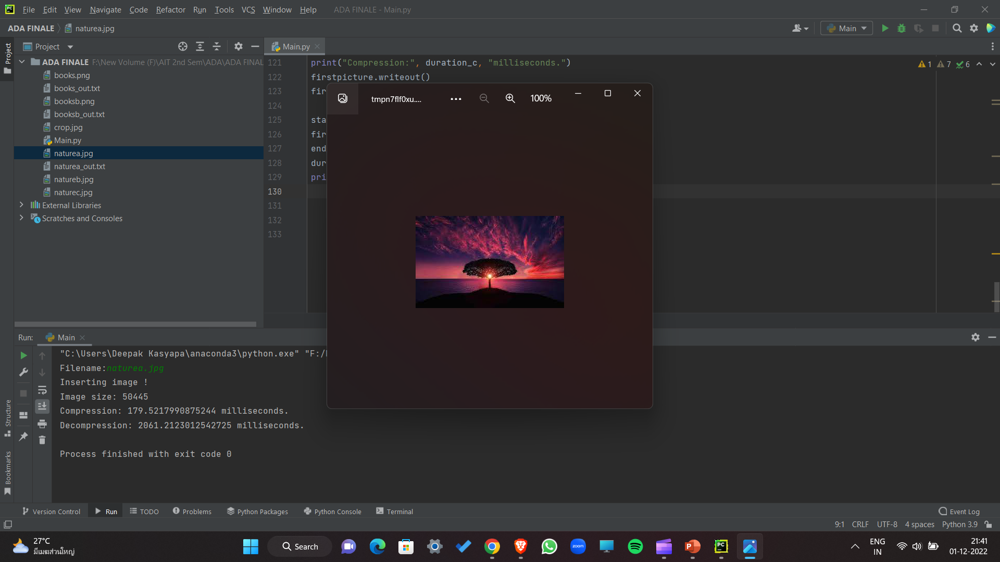 File Edit View Navigate Code Refactor Run Tools VCS Window Help ADA FINALE - Main.py
ADA FINALE naturea.jpg
Main
Project
Project
Main.py
ADA FINALE F:\New Volume (F)\AIT 2nd Sem\ADA\ADA FINAL
books.png
books_out.txt
booksb.png
booksb_out.txt
crop.jpg
Main.py
naturea.jpg
naturea_out.txt
natureb.jpg
naturec.jpg
External Libraries
Scratches and Consoles
1 7 6
121 print("Compression:", duration_c, "milliseconds.")
122 firstpicture.writeout()
123 fir
124
125 sta
126 fir
127 end
128 dur
129 pri
130
131
132
133
tmpn7flf0xu.... 100%
Run: Main
"C:\Users\Deepak Kasyapa\anaconda3\python.exe" "F:/
Filename:naturea.jpg
Inserting image !
Image size: 50445
Compression: 179.5217990875244 milliseconds.
Decompression: 2061.2123012542725 milliseconds.
Process finished with exit code 0
Structure
Bookmarks
Version Control Run TODO Problems Python Packages Python Console Terminal Event Log
9:1 CRLF UTF-8 4 spaces Python 3.9
27°C
มีเมฆส่วนใหญ่
Search
zoom
ENG
IN
21:41
01-12-2022